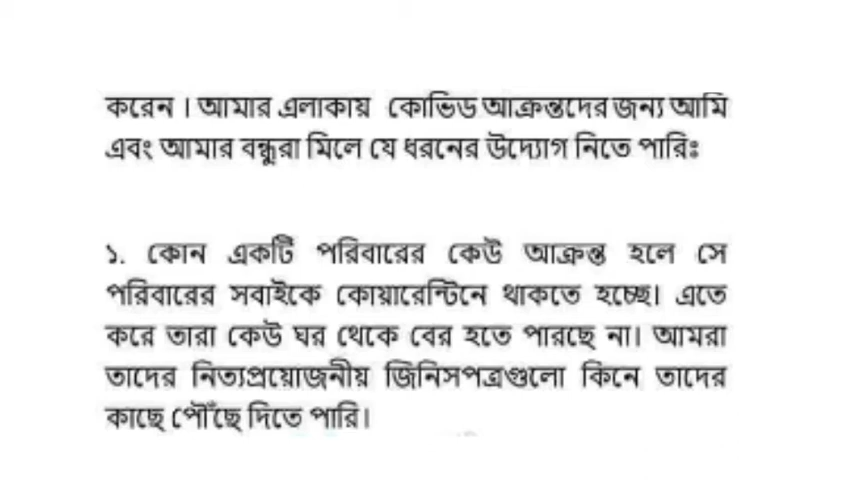 করেন । আমার এলাকায় কোভিড আক্রন্তদের জন্য আমি
এবং আমার বন্ধুরা মিলে যে ধরনের উদ্যোগ নিতে পারিঃ
১. কোন একটি পরিবারের কেউ আক্রন্ত হলে সে
পরিবারের সবাইকে কোয়ারেন্টিনে থাকতে হচ্ছে। এতে
করে তারা কেউ ঘর থেকে বের হতে পারছে না। আমরা
তাদের নিত্যপ্রয়োজনীয় জিনিসপত্রগুলো কিনে তাদের
কাছে পৌঁছে দিতে পারি।